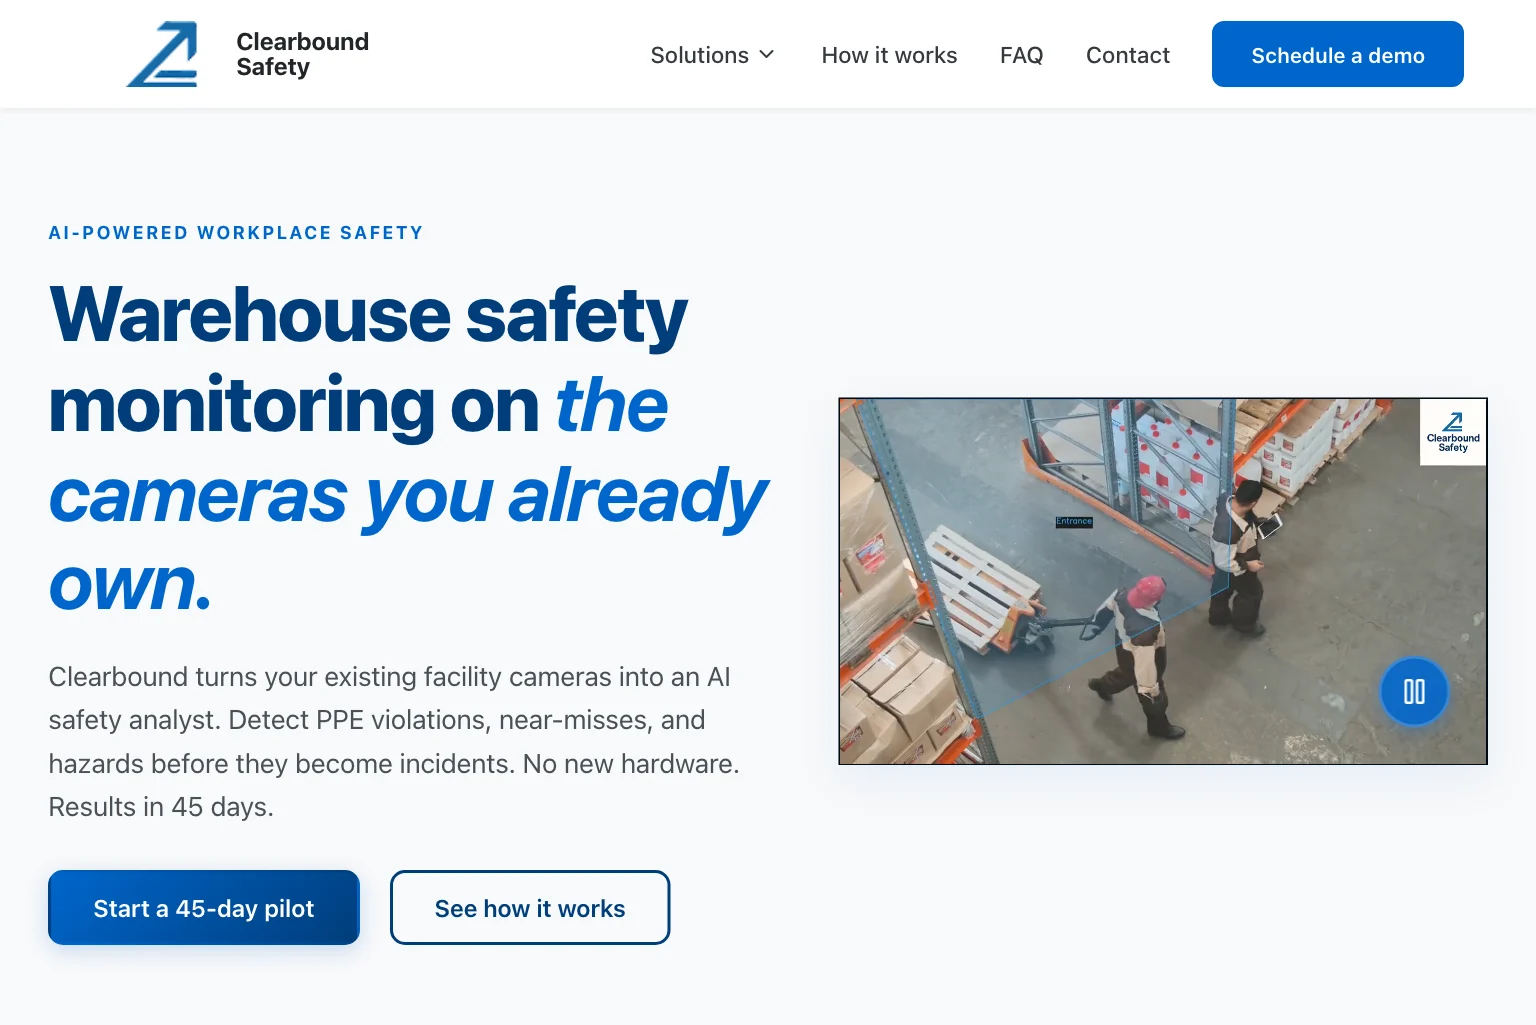 Clearbound
Safety
Solutions
How it works
FAQ
Contact
Schedule a demo
AI-POWERED WORKPLACE SAFETY
Warehouse safety
monitoring on the
cameras you already
own.
Clearbound turns your existing facility cameras into an AI
safety analyst. Detect PPE violations, near-misses, and
hazards before they become incidents. No new hardware.
Results in 45 days.
Start a 45-day pilot
See how it works
Clearbound
Safety
Entrance